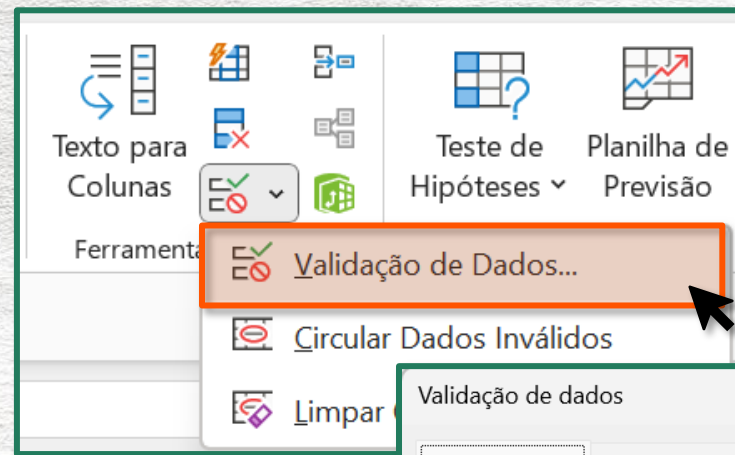 Texto para
Colunas
Teste de
Hipóteses
Planilha de
Previsão
Ferramenta
Validação de Dados...
Circular Dados Inválidos
Limpar
Validação de dados